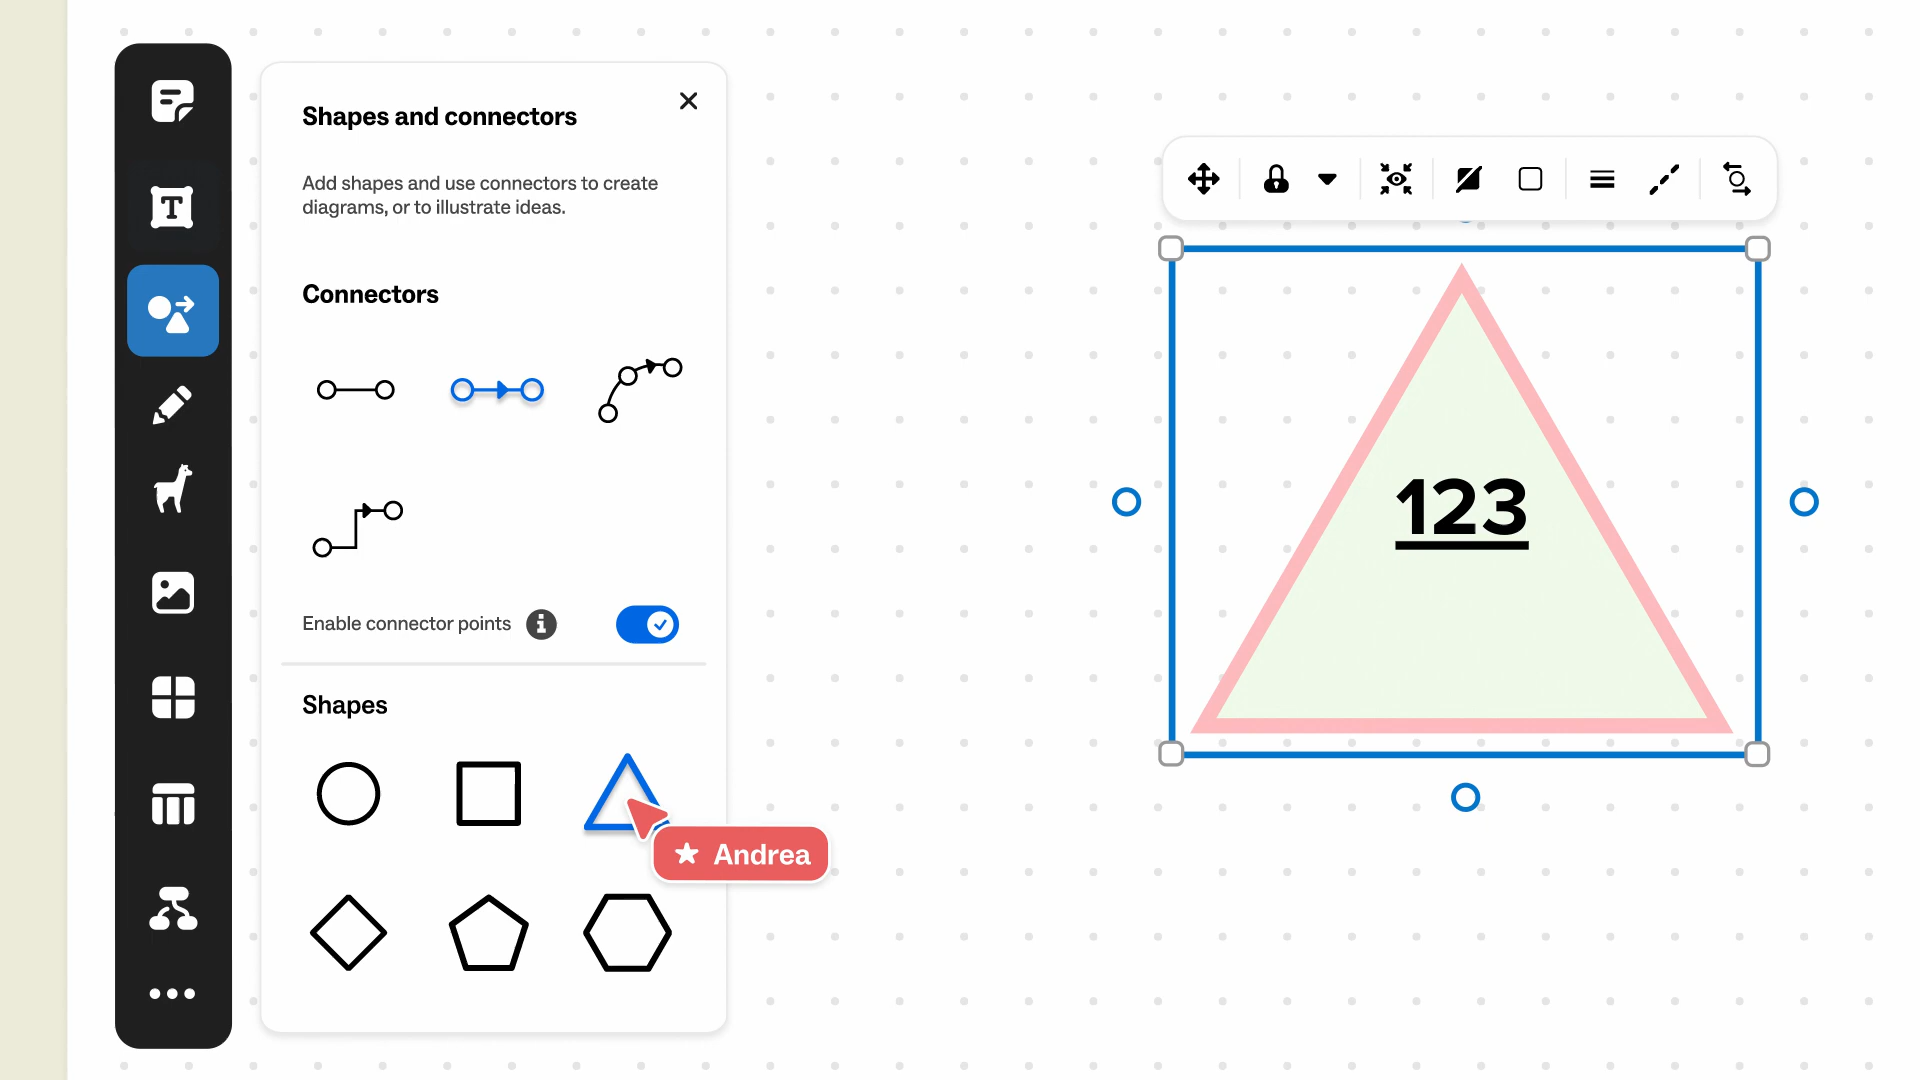 Shapes and connectors
Add shapes and use connectors to create
diagrams, or to illustrate ideas.
Connectors
Enable connector points
Shapes
Andrea
123